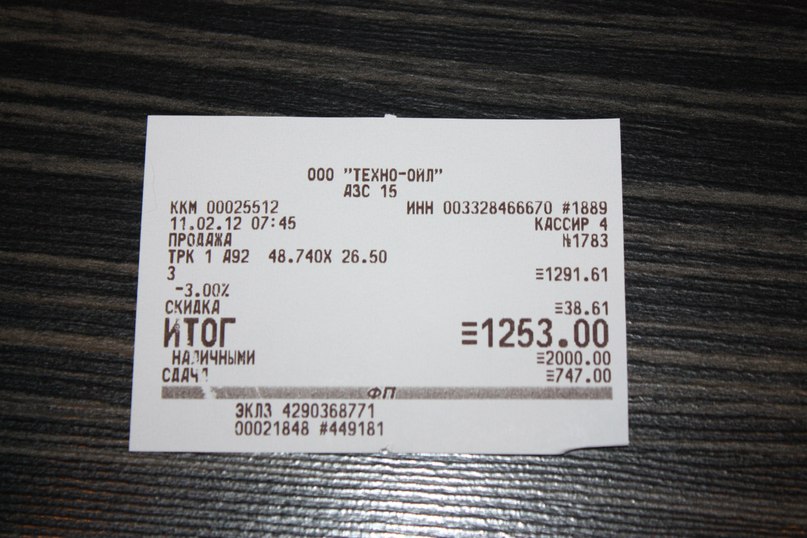 ООО "ТЕХНО-ОЙЛ"
АЗС 15
ККМ 00025512 ИНН 003328466670 #1889
11.02.12 07:45 КАССИР 4
ПРОДАЖА №1783
ТРК 1 А92 48.740X 26.50
3 ≡1291.61
-3.00%
СКИДКА ≡38.61
ИТОГ ≡1253.00
НАЛИЧНЫМИ ≡2000.00
СДАЧА ≡747.00
ФП
ЭКЛЗ 4290368771
00021848 #449181